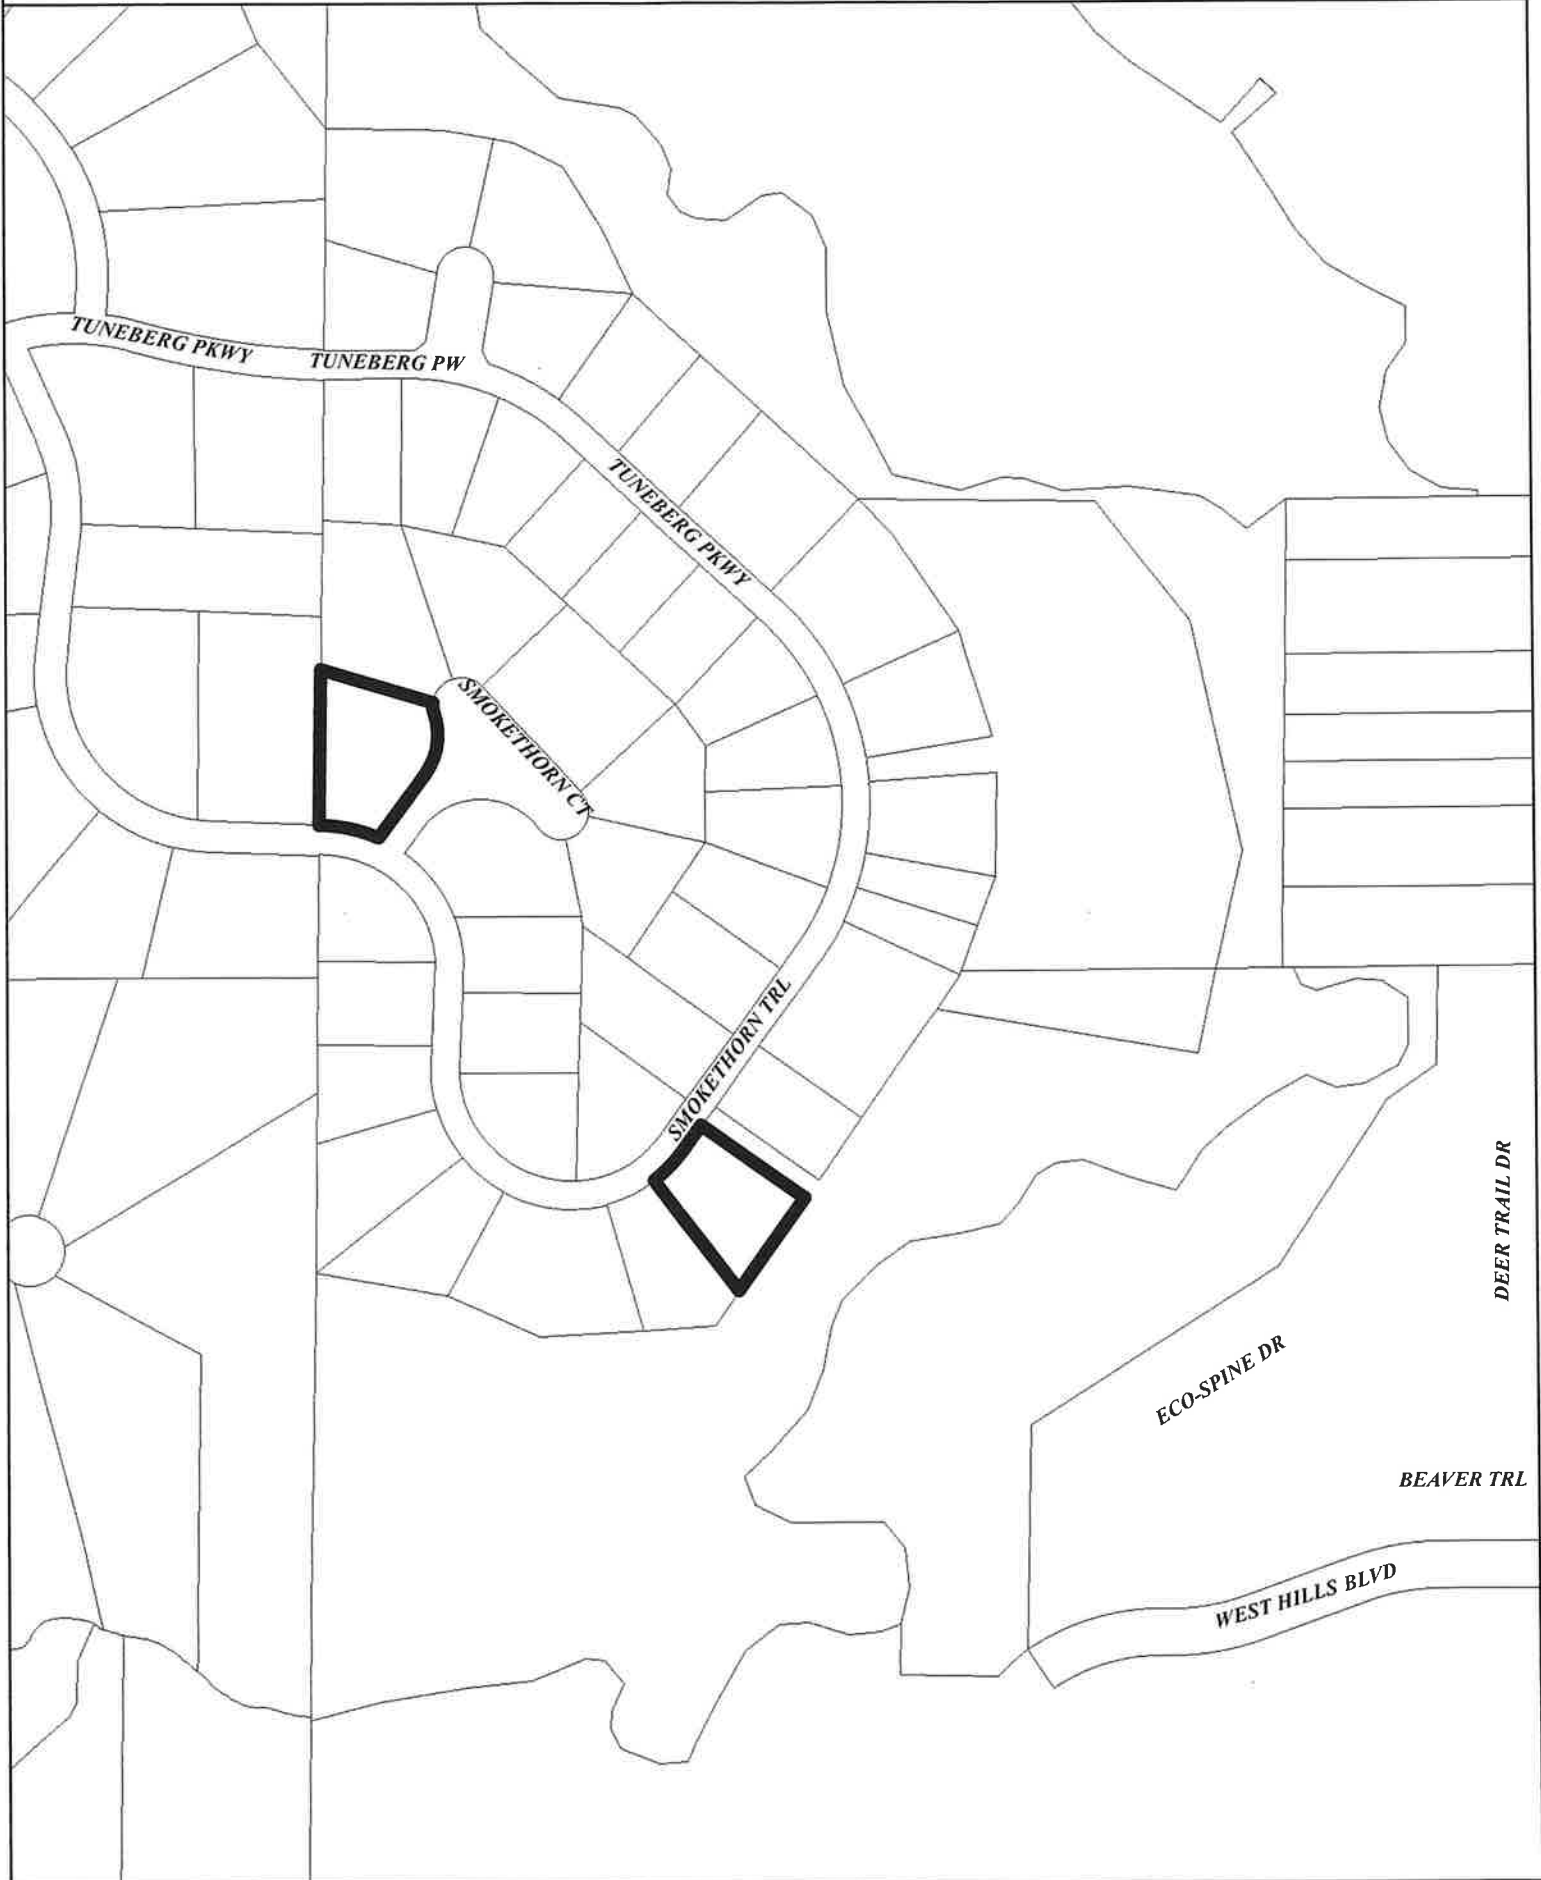 TUNEBERG PKWY
TUNEBERG PW
TUNEBERG PKWY
SMOKETHORN CT
SMOKETHORN TRL
DEER TRAIL DR
ECO-SPINE DR
BEAVER TRL
WEST HILLS BLVD